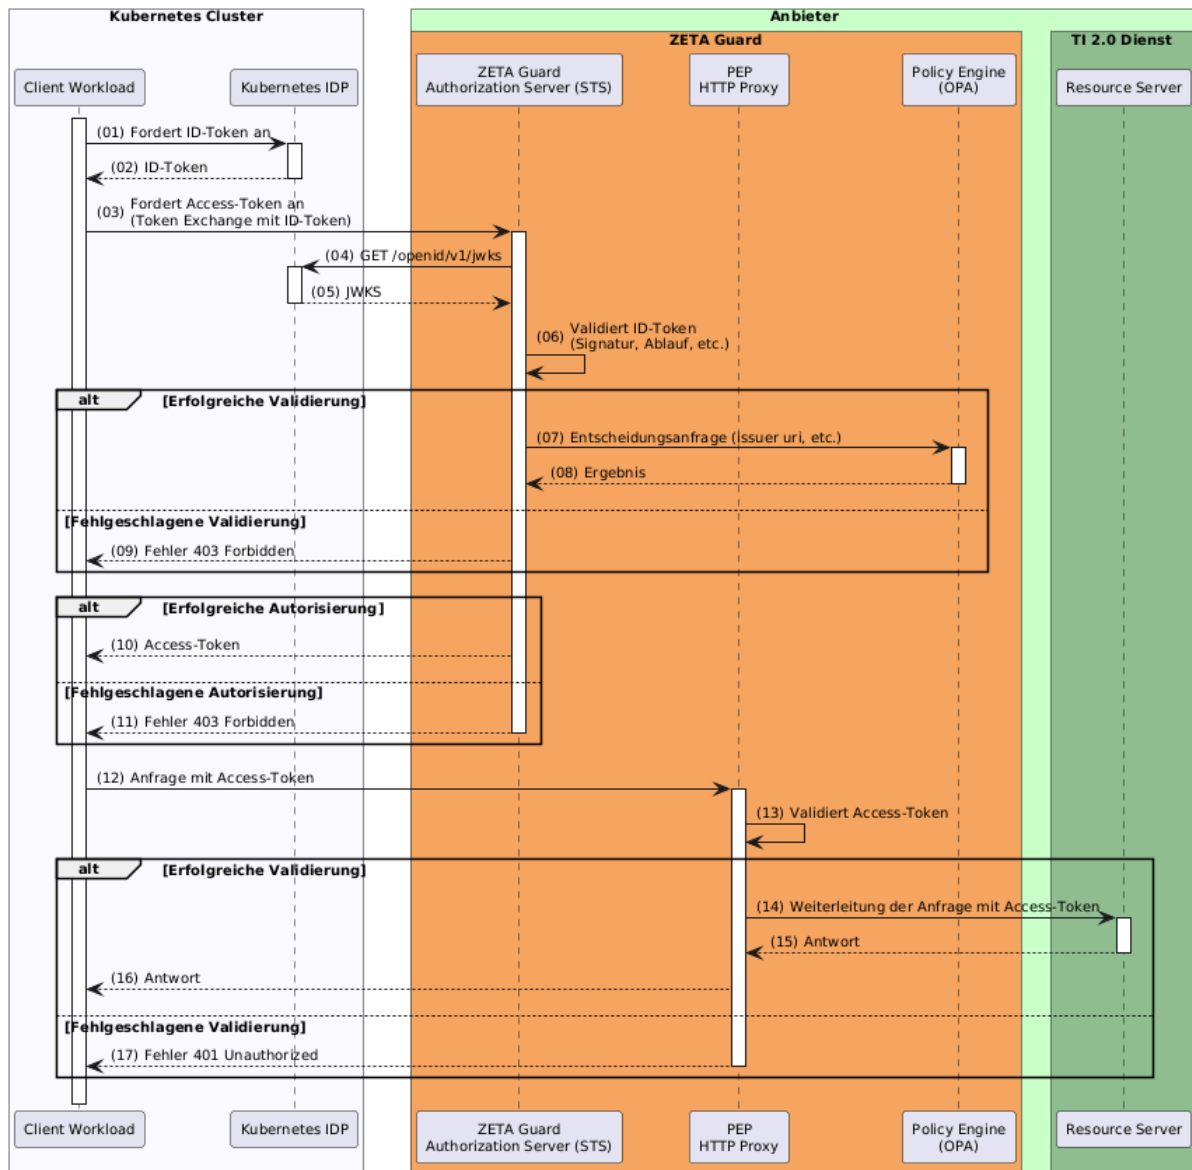 Kubernetes Cluster
Anbieter
ZETA Guard
TI 2.0 Dienst
Client Workload
Kubernetes IDP
ZETA Guard
Authorization Server (STS)
PEP
HTTP Proxy
Policy Engine
(OPA)
Resource Server
(01) Fordert ID-Token an
(02) ID-Token
(03) Fordert Access-Token an
(Token Exchange mit ID-Token)
(04) GET /openid/v1/jwks
(05) JWKS
(06) Validiert ID-Token
(Signatur, Ablauf, etc.)
alt [Erfolgreiche Validierung]
(07) Entscheidungsanfrage (issuer uri, etc.)
(08) Ergebnis
[Fehlgeschlagene Validierung]
(09) Fehler 403 Forbidden
alt [Erfolgreiche Autorisierung]
(10) Access-Token
[Fehlgeschlagene Autorisierung]
(11) Fehler 403 Forbidden
(12) Anfrage mit Access-Token
(13) Validiert Access-Token
alt [Erfolgreiche Validierung]
(14) Weiterleitung der Anfrage mit Access-Token
(15) Antwort
(16) Antwort
[Fehlgeschlagene Validierung]
(17) Fehler 401 Unauthorized
Client Workload
Kubernetes IDP
ZETA Guard
Authorization Server (STS)
PEP
HTTP Proxy
Policy Engine
(OPA)
Resource Server